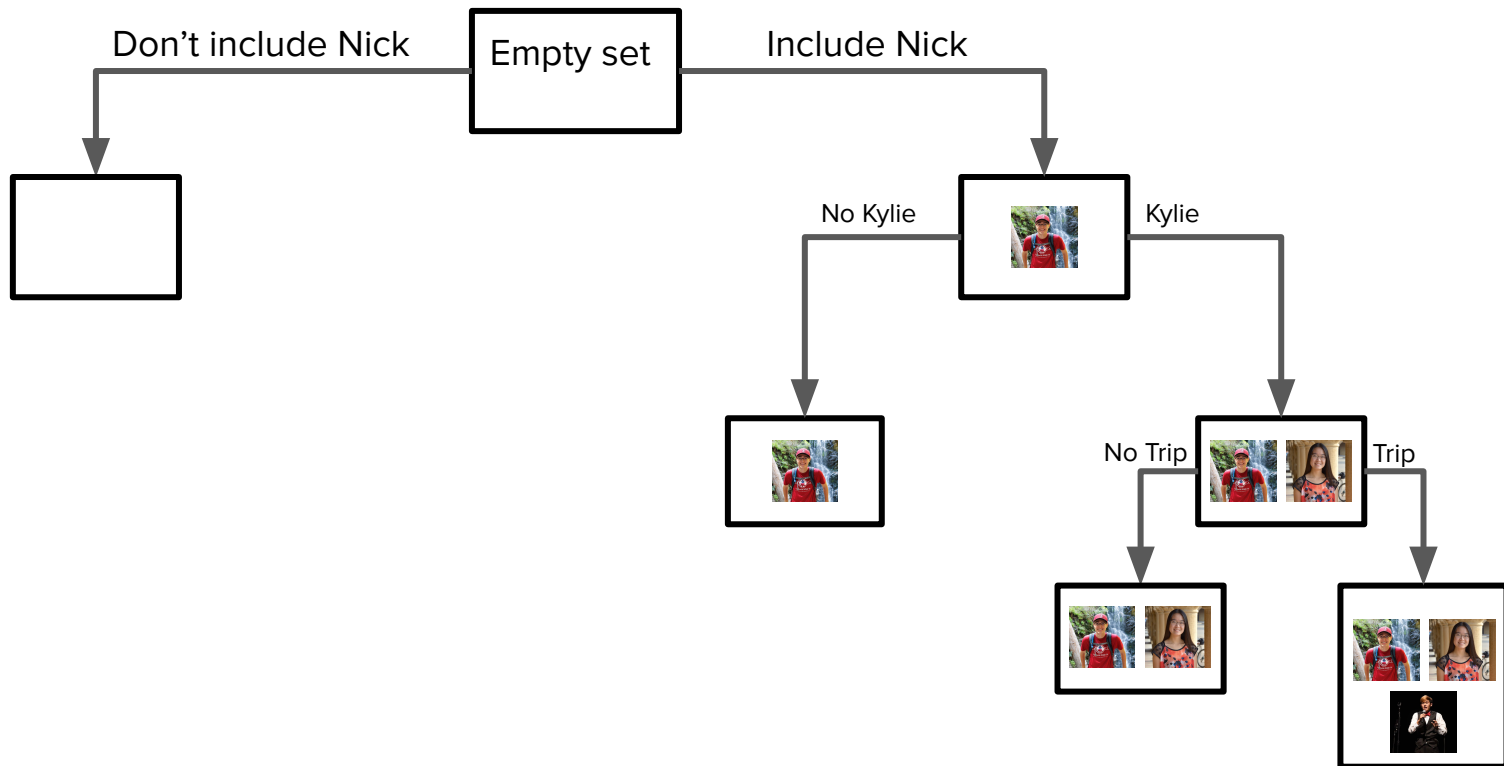 Don’t include Nick
Empty set
Include Nick
No Kylie
Kylie
No Trip
Trip